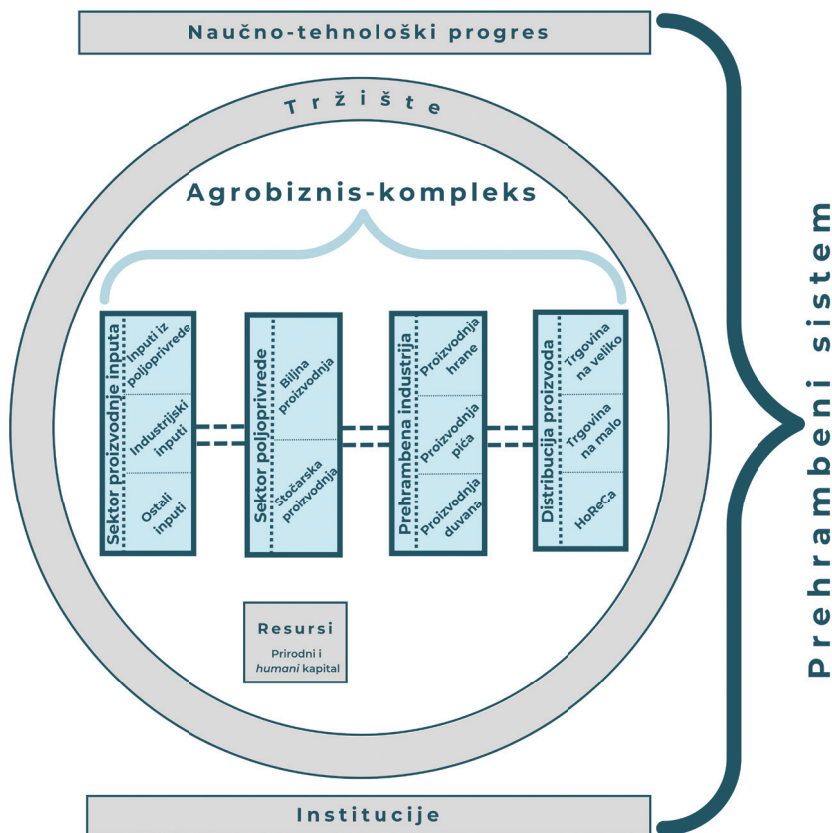 Naučno-tehnološki progres
Tržište
Agrobiznis-kompleks
Sektor proizvodnje inputa
Inputi iz
poljoprivrede
Industrijski
inputi
Ostali
inputi
Sektor poljoprivrede
Biljna
proizvodnja
Stočarska
proizvodnja
Prehrambena industrija
Proizvodnja
hrane
Proizvodnja
pića
Proizvodnja
duvana
Distribucija proizvoda
Trgovina
na veliko
Trgovina
na malo
HoReCa
Resursi
Prirodni i
humani kapital
Institucije
Prehrambeni sistem